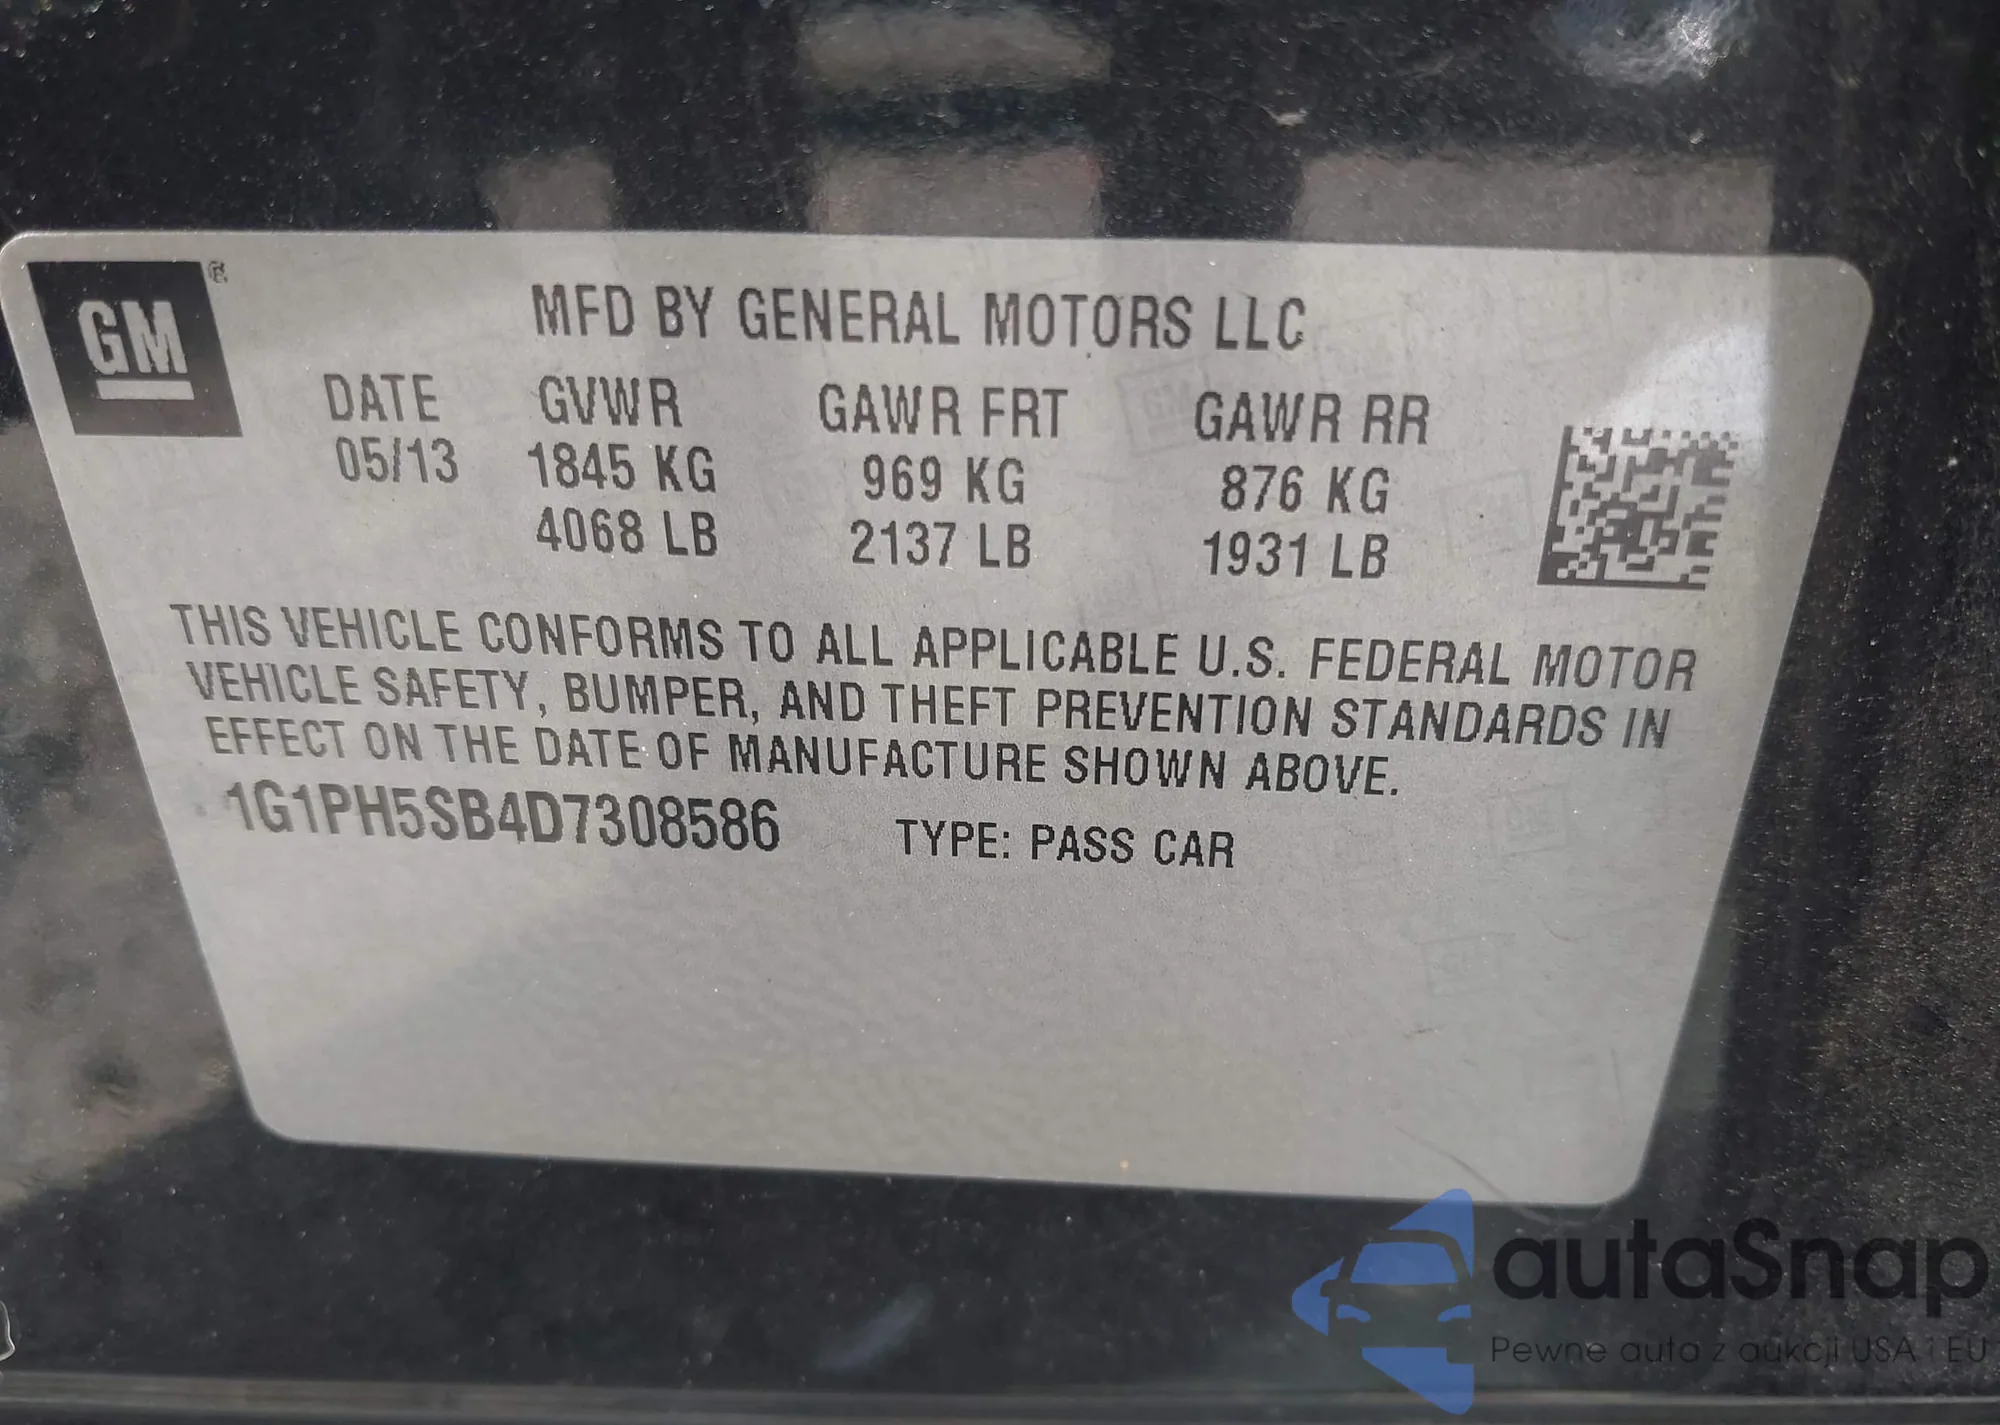 GM ®
MFD BY GENERAL MOTORS LLC
DATE GVWR GAWR FRT GAWR RR
05/13 1845 KG 969 KG 876 KG
4068 LB 2137 LB 1931 LB
THIS VEHICLE CONFORMS TO ALL APPLICABLE U.S. FEDERAL MOTOR
VEHICLE SAFETY, BUMPER, AND THEFT PREVENTION STANDARDS IN
EFFECT ON THE DATE OF MANUFACTURE SHOWN ABOVE.
1G1PH5SB4D7308586 TYPE: PASS CAR
autaSnap
Pewne auta z aukcji USA i EU